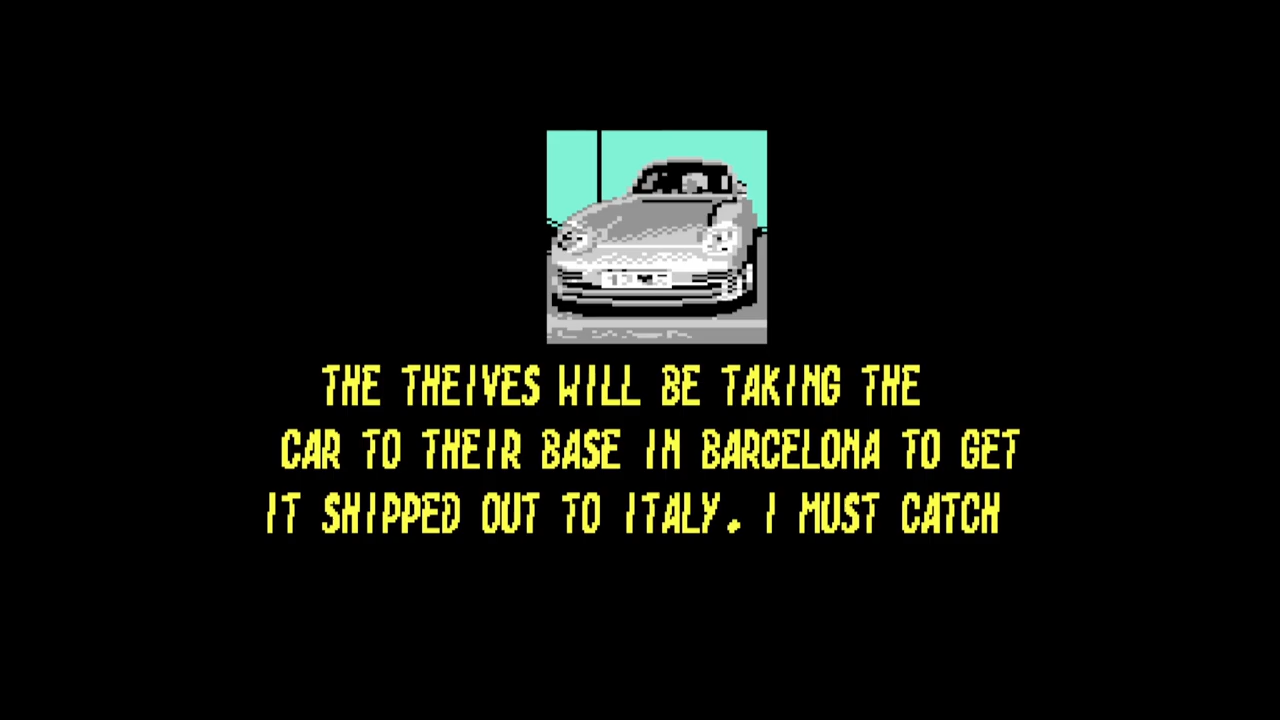 THE THEIVES WILL BE TAKING THE
CAR TO THEIR BASE IN BARCELONA TO GET
IT SHIPPED OUT TO ITALY. I MUST CATCH